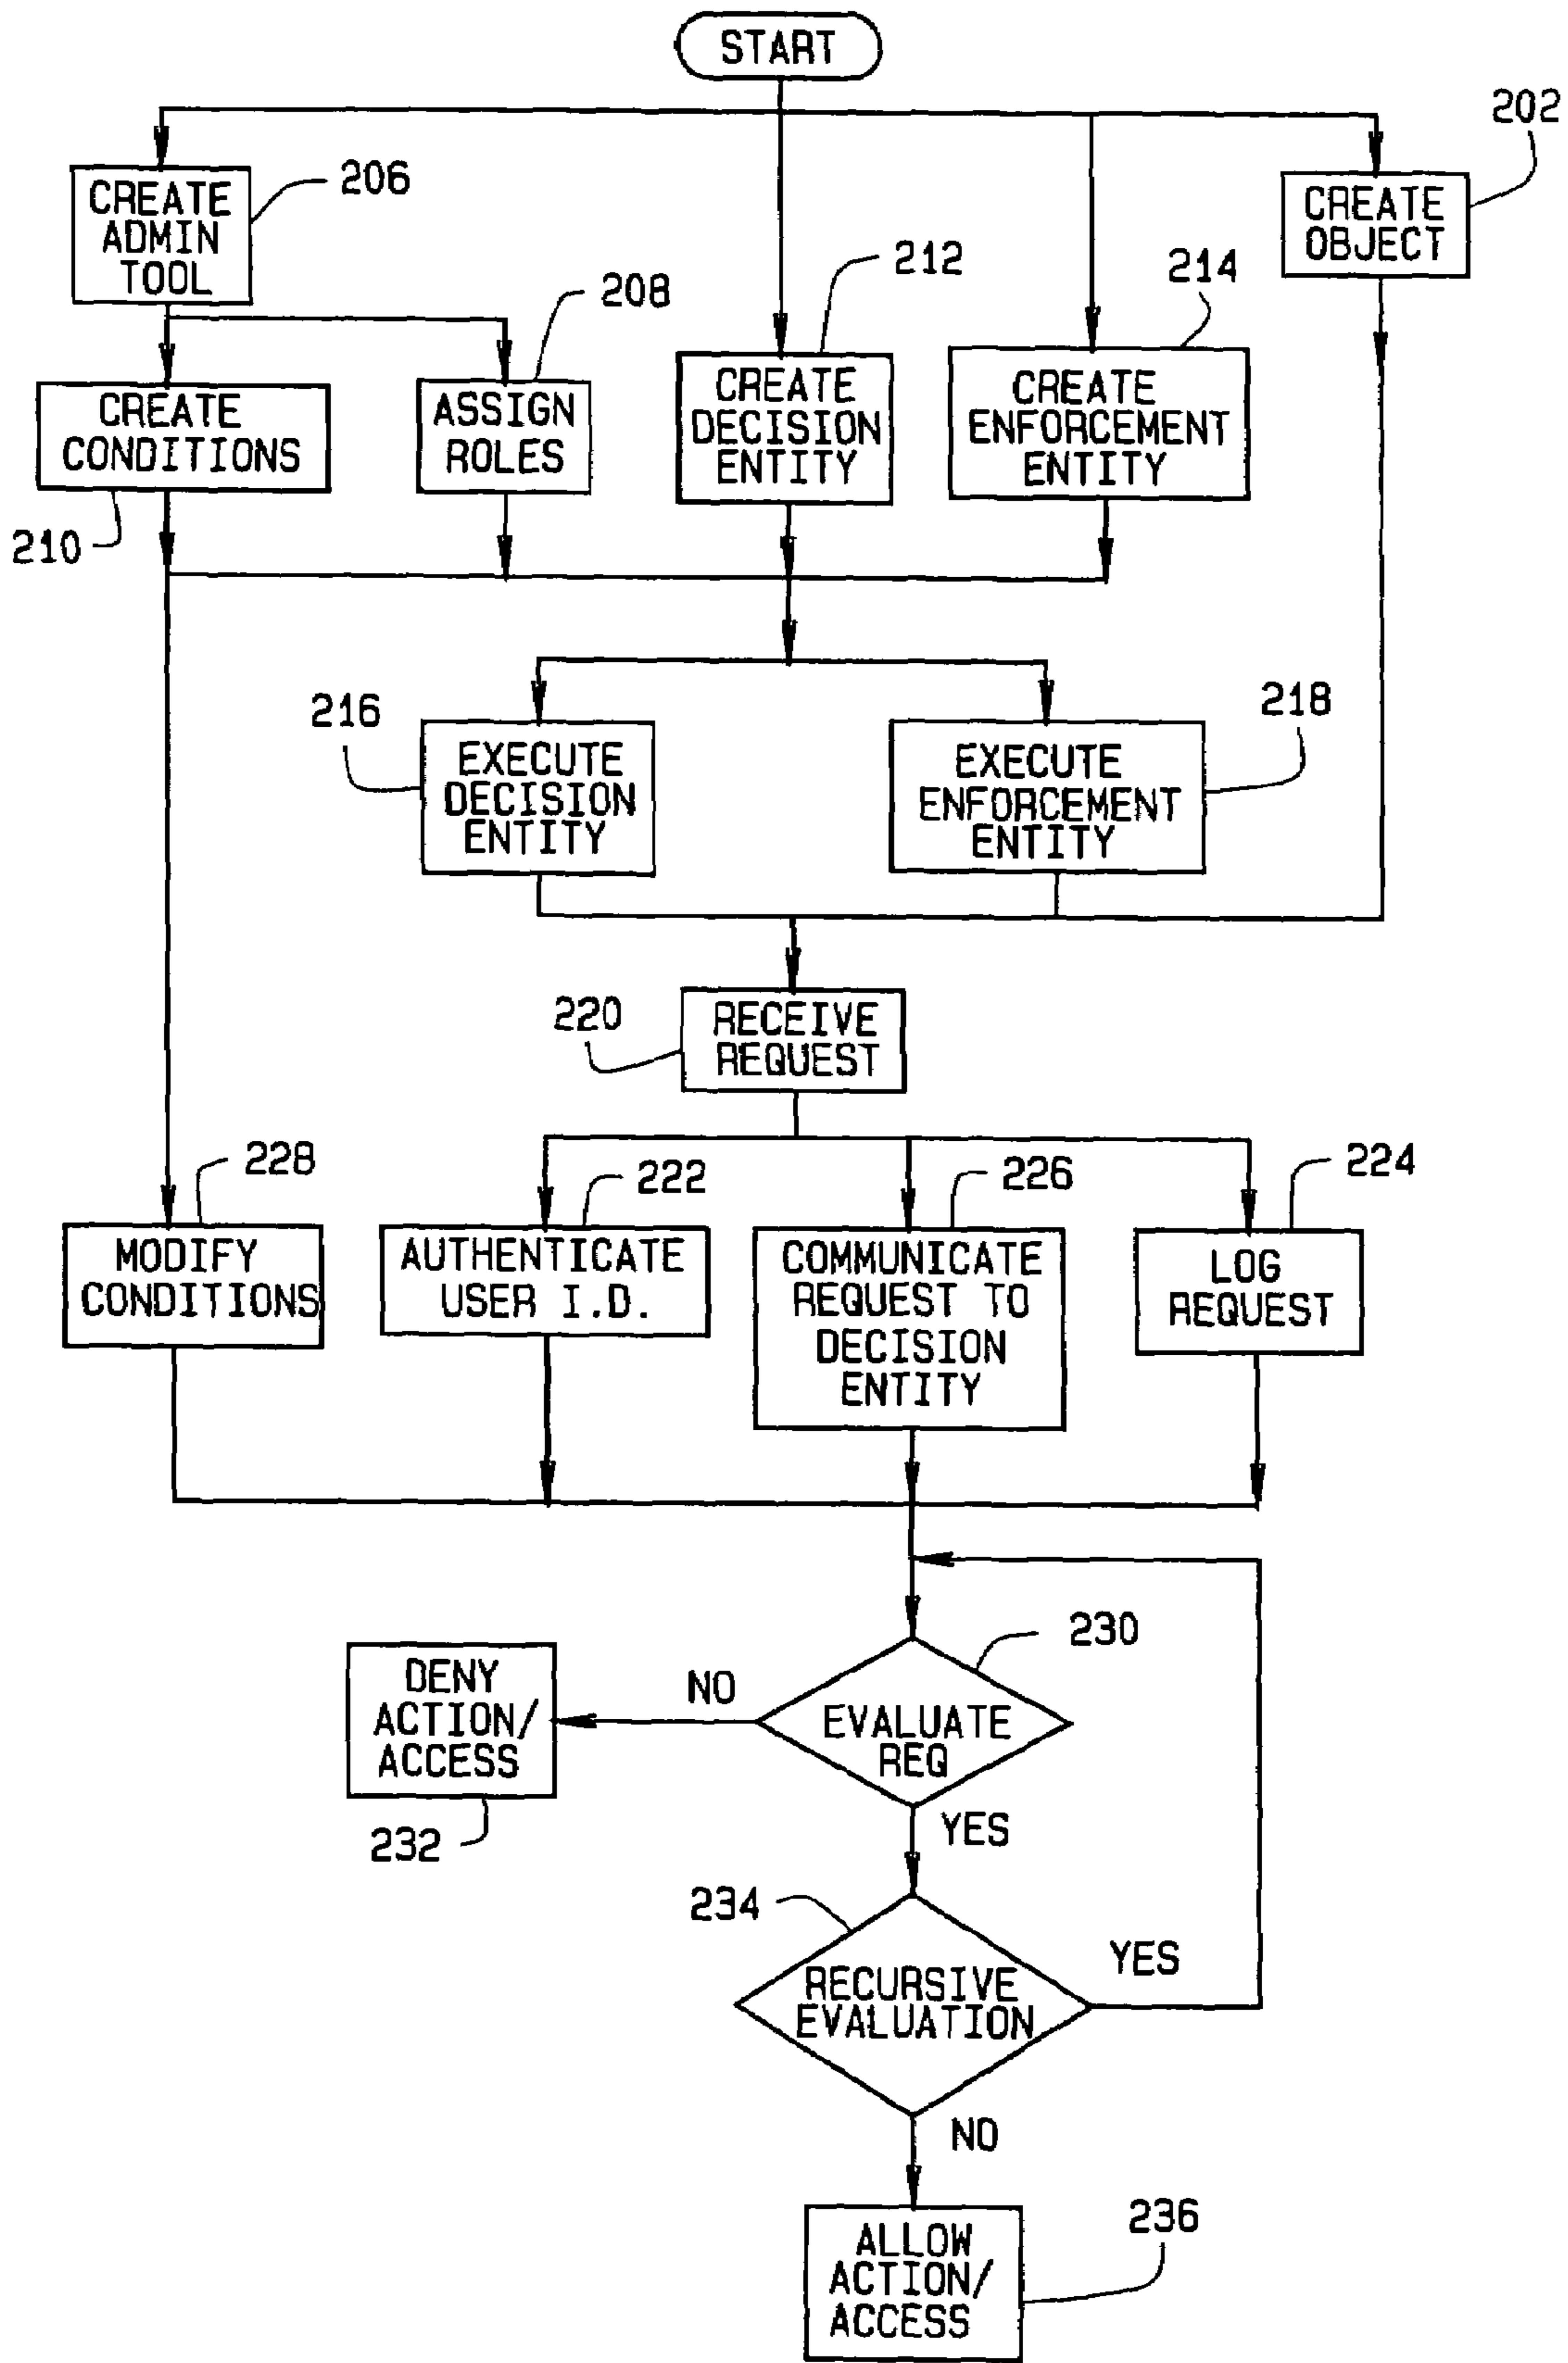 START
202
CREATE
ADMIN
TOOL
206
CREATE
OBJECT
212
214
208
CREATE
CONDITIONS
ASSIGN
ROLES
CREATE
DECISION
ENTITY
CREATE
ENFORCEMENT
ENTITY
210
216
218
EXECUTE
DECISION
ENTITY
EXECUTE
ENFORCEMENT
ENTITY
220
RECEIVE
REQUEST
228
222
226
224
MODIFY
CONDITIONS
AUTHENTICATE
USER I.D.
COMMUNICATE
REQUEST TO
DECISION
ENTITY
LOG
REQUEST
230
DENY
ACTION/
ACCESS
NO
EVALUATE
REQ
232
YES
234
YES
RECURSIVE
EVALUATION
NO
236
ALLOW
ACTION/
ACCESS